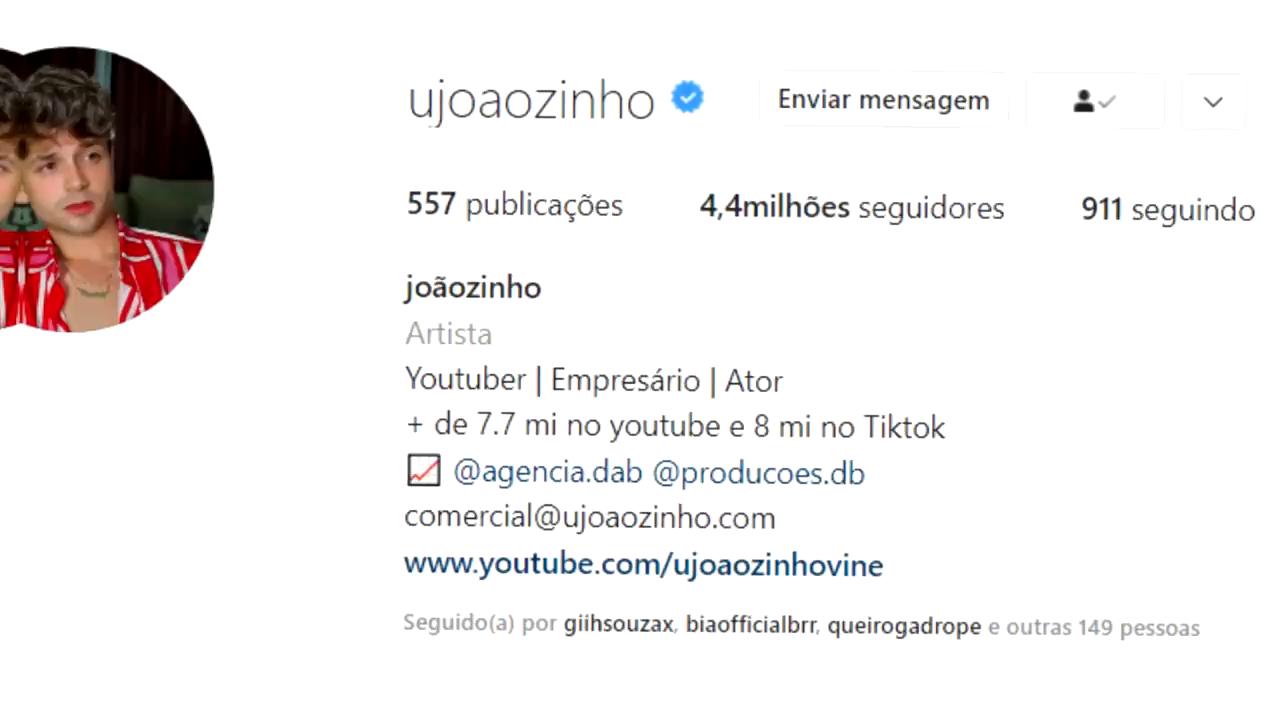 ujoaozinho Enviar mensagem
557 publicações 4,4milhões seguidores 911 seguindo
joãozinho
Artista
Youtuber | Empresário | Ator
+ de 7.7 mi no youtube e 8 mi no Tiktok
📈 @agencia.dab @producoes.db
comercial@ujoaozinho.com
www.youtube.com/ujoaozinhovine
Seguido(a) por giihsouzax, biaofficialbrr, queirogadrope e outras 149 pessoas